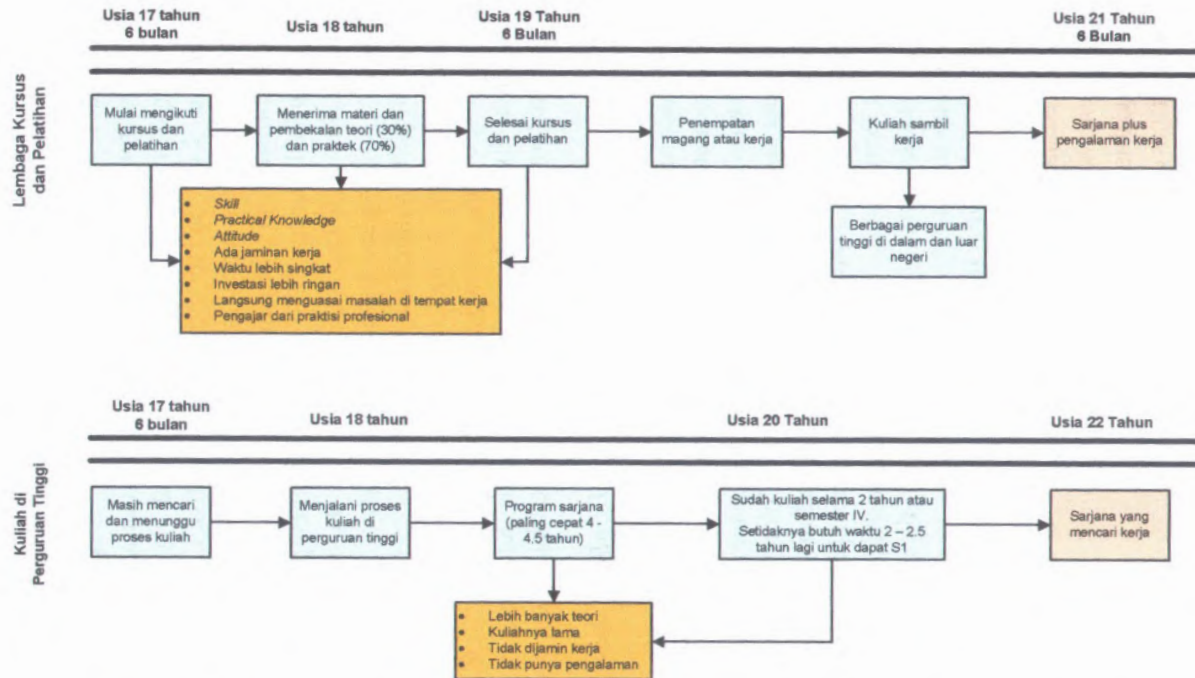 Usia 17 tahun
6 bulan
Usia 18 tahun
Usia 19 Tahun
6 Bulan
Usia 21 Tahun
6 Bulan
Lembaga Kursus
dan Pelatihan
Mulai mengikuti
kursus dan
pelatihan
Menerima materi dan
pembekalan teori (30%)
dan praktek (70%)
Selesai kursus
dan pelatihan
Penempatan
magang atau kerja
Kuliah sambil
kerja
Sarjana plus
pengalaman kerja
• Skill
• Practical Knowledge
• Attitude
• Ada jaminan kerja
• Waktu lebih singkat
• Investasi lebih ringan
• Langsung menguasai masalah di tempat kerja
• Pengajar dari praktisi profesional
Berbagai perguruan
tinggi di dalam dan luar
negeri
Usia 17 tahun
6 bulan
Usia 18 tahun
Usia 20 Tahun
Usia 22 Tahun
Kuliah di
Perguruan Tinggi
Masih mencari
dan menunggu
proses kuliah
Menjalani proses
kuliah di
perguruan tinggi
Program sarjana
(paling cepat 4 -
4.5 tahun)
Sudah kuliah selama 2 tahun atau
semester IV.
Setidaknya butuh waktu 2 – 2.5
tahun lagi untuk dapat S1
Sarjana yang
mencari kerja
• Lebih banyak teori
• Kuliahnya lama
• Tidak dijamin kerja
• Tidak punya pengalaman